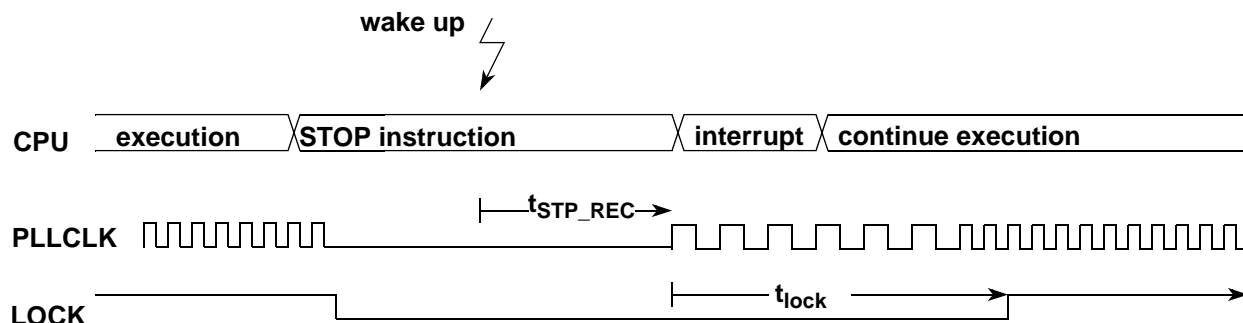 wake up
CPU execution STOP instruction interrupt continue execution
tSTP_REC
PLLCLK
tlock
LOCK